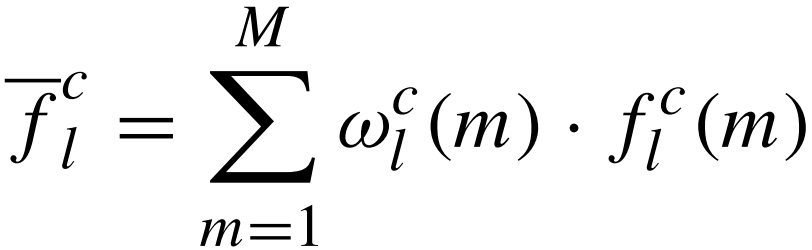 $\overline{f}_l^c = \sum_{m=1}^{M} \omega_l^c(m) \cdot f_l^c(m)$